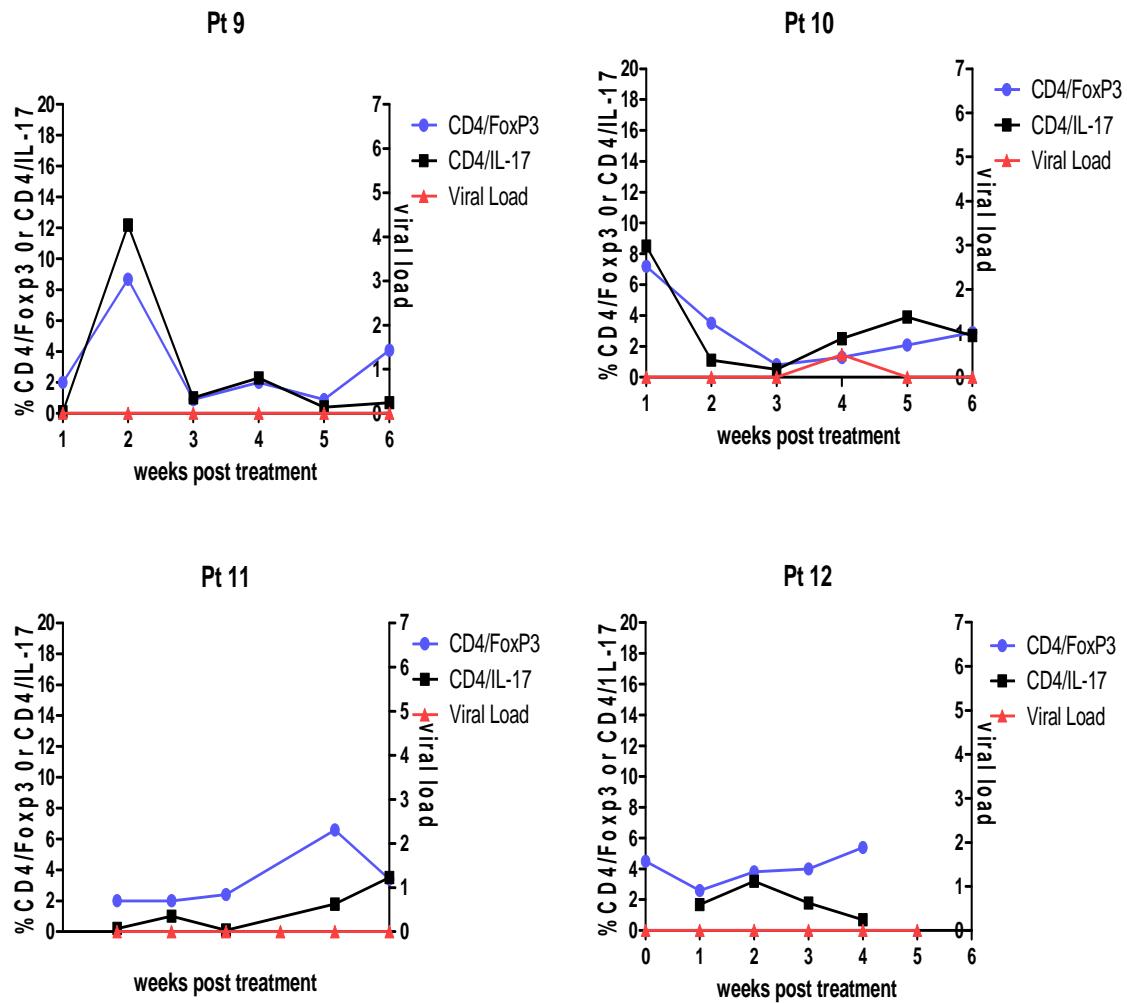 Pt 9
% CD4/Foxp3 0r CD4/IL-17
20
18
16
14
12
10
8
6
4
2
0
7
6
5
4
3
2
1
0
viral load
CD4/FoxP3
CD4/IL-17
Viral Load
1 2 3 4 5 6
weeks post treatment
Pt 10
% CD4/Foxp3 0r CD4/IL-17
20
18
16
14
12
10
8
6
4
2
0
7
6
5
4
3
2
1
0
viral load
CD4/FoxP3
CD4/IL-17
Viral Load
1 2 3 4 5 6
weeks post treatment
Pt 11
% CD4/Foxp3 0r CD4/IL-17
20
18
16
14
12
10
8
6
4
2
0
7
6
5
4
3
2
1
0
viral load
CD4/FoxP3
CD4/IL-17
Viral Load
weeks post treatment
Pt 12
% CD4/Foxp3 0r CD4/1L-17
20
18
16
14
12
10
8
6
4
2
0
7
6
5
4
3
2
1
0
viral load
CD4/FoxP3
CD4/IL-17
Viral Load
0 1 2 3 4 5 6
weeks post treatment